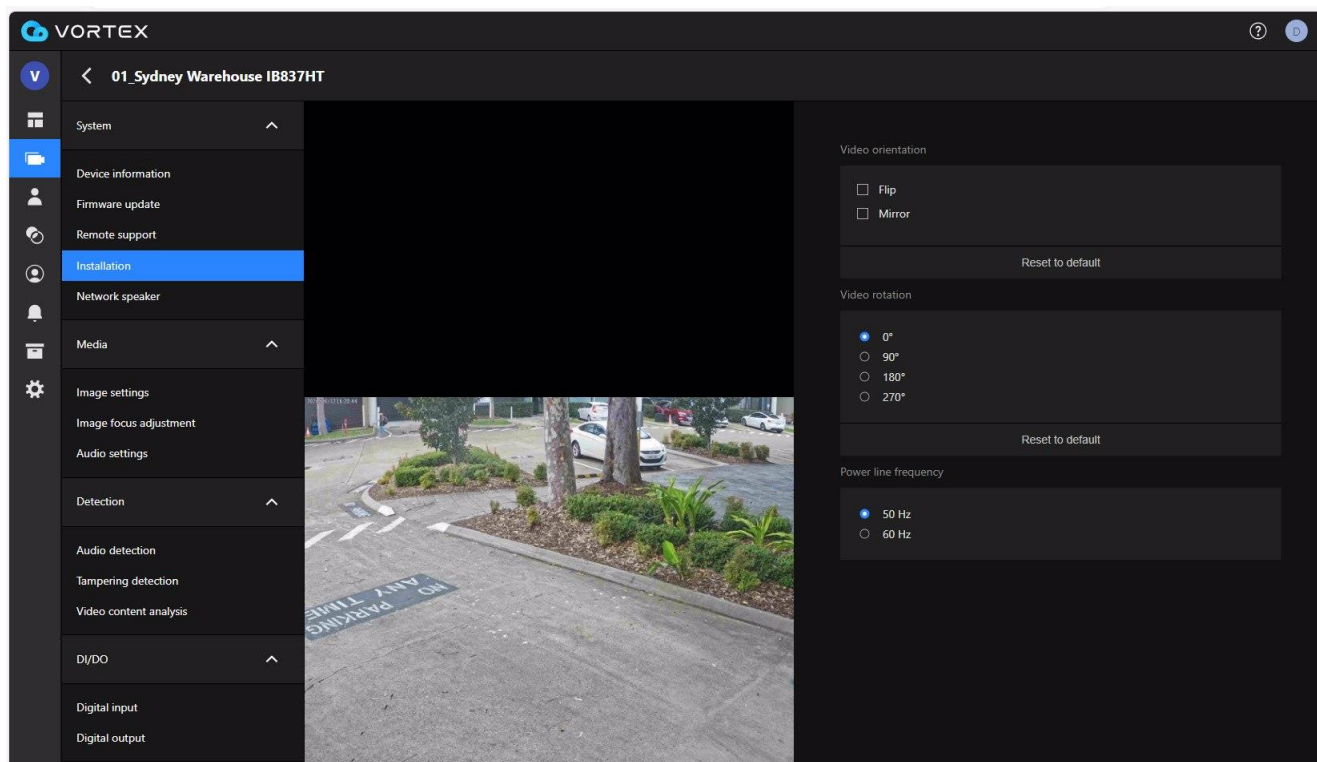 VORTEX
?
D
V
01_Sydney Warehouse IB837HT
System
Device information
Firmware update
Remote support
Installation
Network speaker
Media
Image settings
Image focus adjustment
Audio settings
Detection
Audio detection
Tampering detection
Video content analysis
DI/DO
Digital input
Digital output
NO PARKING
ANY TIME
Video orientation
Flip
Mirror
Reset to default
Video rotation
0°
90°
180°
270°
Reset to default
Power line frequency
50 Hz
60 Hz